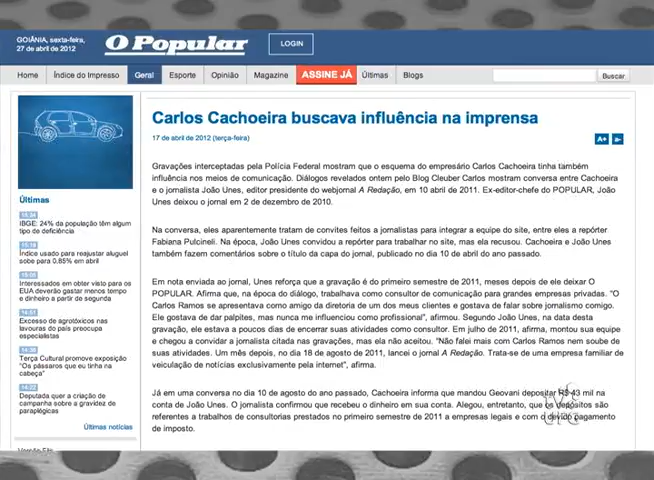 GOIÂNIA, sexta-feira,
27 de abril de 2012
O Popular
LOGIN
Home
Índice do Impresso
Geral
Esporte
Opinião
Magazine
ASSINE JÁ
Últimas
Blogs
Buscar
Carlos Cachoeira buscava influência na imprensa
17 de abril de 2012 (terça-feira)
A+
a-
Gravações interceptadas pela Polícia Federal mostram que o esquema do empresário Carlos Cachoeira tinha também
influência nos meios de comunicação. Diálogos revelados ontem pelo Blog Cleuber Carlos mostram conversa entre Cachoeira
e o jornalista João Unes, editor presidente do webjornal A Redação, em 10 abril de 2011. Ex-editor-chefe do POPULAR, João
Unes deixou o jornal em 2 de dezembro de 2010.
Na conversa, eles aparentemente tratam de convites feitos a jornalistas para integrar a equipe do site, entre eles a repórter
Fabiana Pulcineli. Na época, João Unes convidou a repórter para trabalhar no site, mas ela recusou. Cachoeira e João Unes
também fazem comentários sobre o título da capa do jornal, publicado no dia 10 de abril do ano passado.
Em nota enviada ao jornal, Unes reforça que a gravação é do primeiro semestre de 2011, meses depois de ele deixar O
POPULAR. Afirma que, na época do diálogo, trabalhava como consultor de comunicação para grandes empresas privadas. "O
Carlos Ramos se apresentava como amigo da diretoria de um dos meus clientes e gostava de falar sobre jornalismo comigo.
Ele gostava de dar palpites, mas nunca me influenciou como profissional", afirmou. Segundo João Unes, na data desta
gravação, ele estava a poucos dias de encerrar suas atividades como consultor. Em julho de 2011, afirma, montou sua equipe
e chegou a convidar a jornalista citada nas gravações, mas ela não aceitou. "Não falei mais com Carlos Ramos nem soube de
suas atividades. Um mês depois, no dia 18 de agosto de 2011, lancei o jornal A Redação. Trata-se de uma empresa familiar de
veiculação de notícias exclusivamente pela internet", afirma.
Já em uma conversa no dia 10 de agosto do ano passado, Cachoeira informa que mandou Geovani depositar R$ 43 mil na
conta de João Unes. O jornalista confirmou que recebeu o dinheiro em sua conta. Alegou, entretanto, que os depósitos são
referentes a trabalhos de consultorias prestados no primeiro semestre de 2011 a empresas legais e com o devido pagamento
de imposto.
Últimas
IBGE: 24% da população têm algum
tipo de deficiência
Índice usado para reajustar aluguel
sobe para 0,85% em abril
Interessados em obter visto para os
EUA deverão gastar menos tempo
e dinheiro a partir de segunda
Excesso de agrotóxicos nas
lavouras do país preocupa
especialistas
Terça Cultural promove exposição
"Os pássaros que eu tinha na
cabeça"
Deputada quer a criação de
campanha sobre a gravidez de
paraplégicos
Últimas notícias